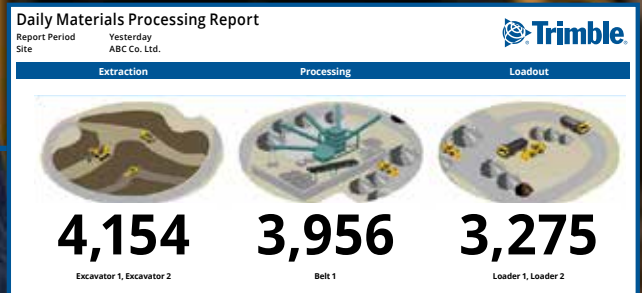 Daily Materials Processing Report
Report Period Yesterday
Site ABC Co. Ltd.
Trimble
Extraction Processing Loadout
4,154 3,956 3,275
Excavator 1, Excavator 2 Belt 1 Loader 1, Loader 2